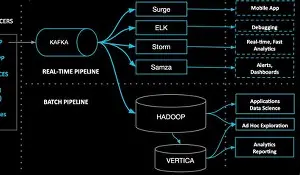 CERS
KAFKA
REAL-TIME PIPELINE
Surge
Mobile App
ELK
Debugging
Storm
Real-time, Fast
Analytics
Samza
Alerts,
Dashboards
BATCH PIPELINE
HADOOP
Applications
Data Science
Ad Hoc Exploration
VERTICA
Analytics
Reporting